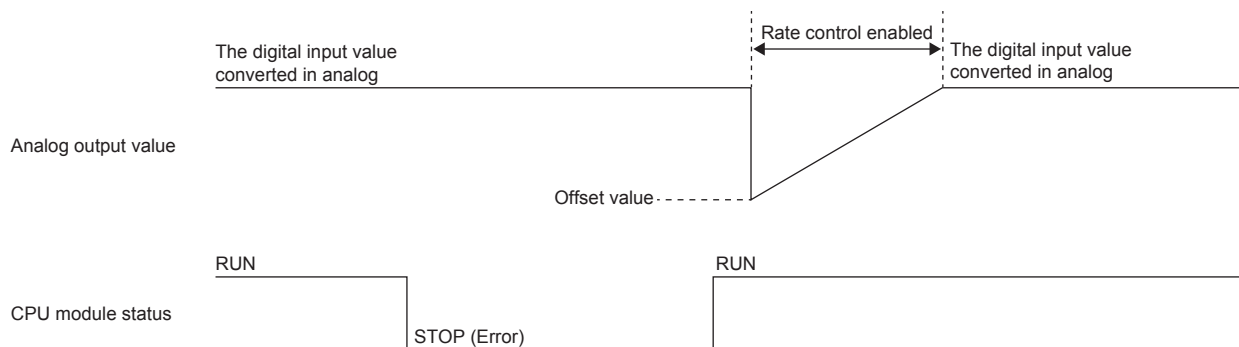 Rate control enabled
The digital input value
converted in analog
The digital input value
converted in analog
Analog output value
Offset value
RUN
RUN
CPU module status
STOP (Error)